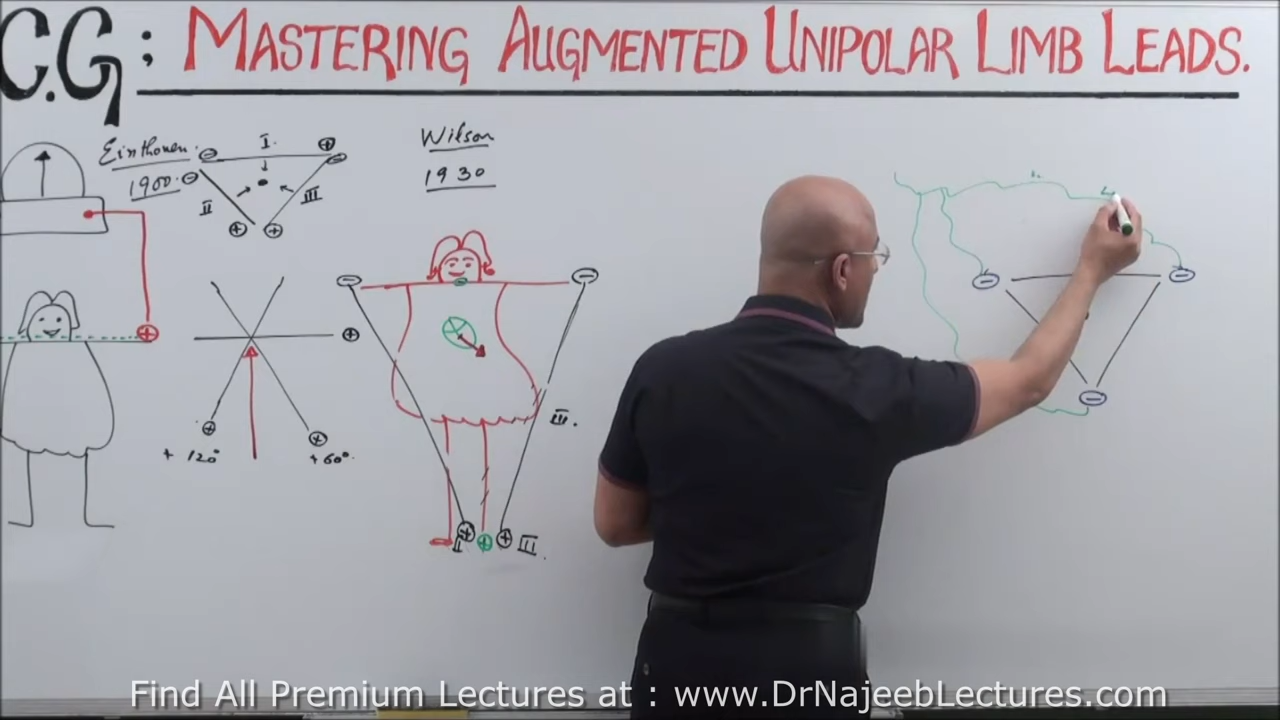 C.G; MASTERING AUGMENTED UNIPOLAR LIMB LEADS.
Einthoven
1900
I
II
III
Wilson
1930
+ 120°
+60°
III.
II
III.
Find All Premium Lectures at : www.DrNajeebLectures.com